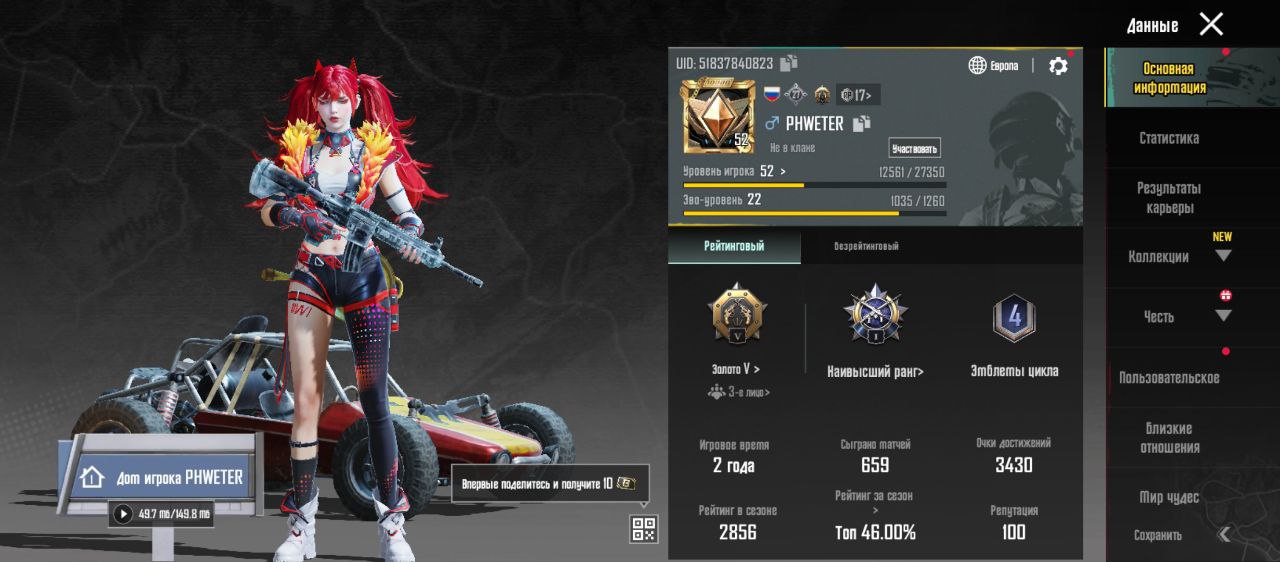 Данные
UID: 51837840823
Европа
27
17>
52
PHWETER
Не в клане
Участвовать
Уровень игрока 52 >
12561 / 27350
Эво-уровень 22
1035 / 1260
Рейтинговый
Безрейтинговый
V
I
4
Золото V >
3-е лицо>
Наивысший ранг>
Эмблемы цикла
Игровое время
2 года
Сыграно матчей
659
Очки достижений
3430
Рейтинг в сезоне
2856
Рейтинг за сезон
>
Топ 46.00%
Репутация
100
Основная
информация
Статистика
Результаты
карьеры
NEW
Коллекции
Честь
Пользовательское
Близкие
отношения
Мир чудес
Сохранить
Дом игрока PHWETER
49.7 мб/149.8 мб
Впервые поделитесь и получите 10